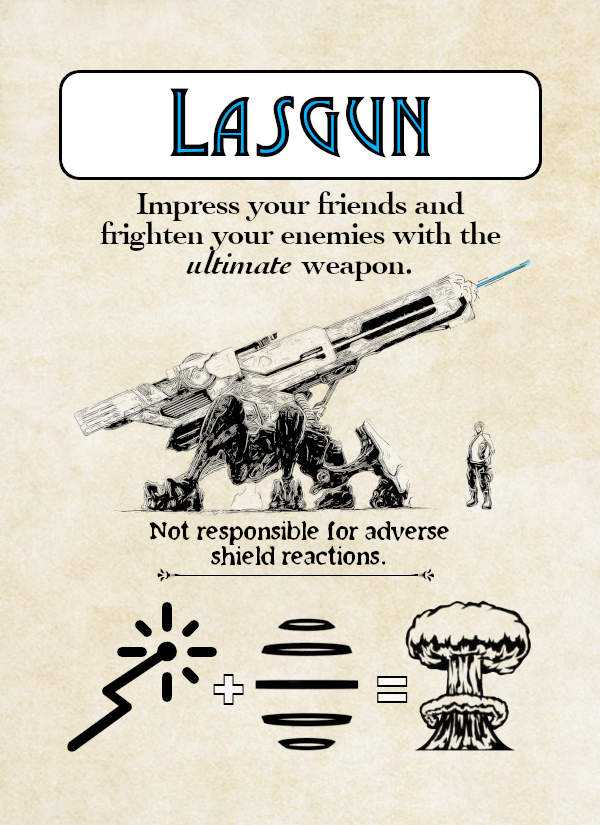 LASGUN
Impress your friends and
frighten your enemies with the
ultimate weapon.
Not responsible for adverse
shield reactions.
+ =